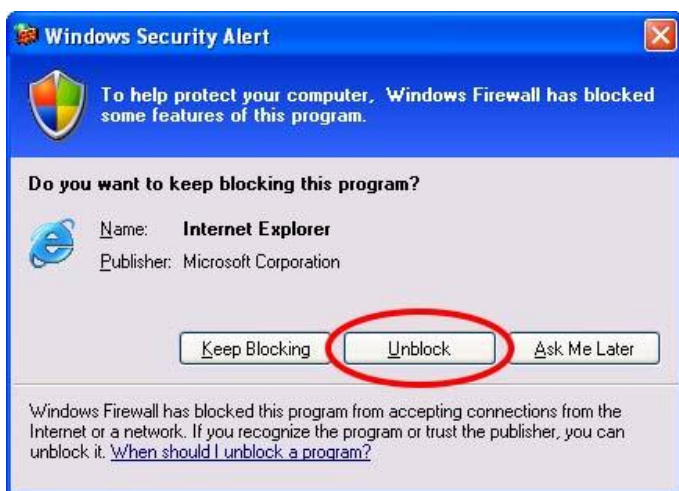 Windows Security Alert
To help protect your computer, Windows Firewall has blocked
some features of this program.
Do you want to keep blocking this program?
Name: Internet Explorer
Publisher: Microsoft Corporation
Keep Blocking Unblock Ask Me Later
Windows Firewall has blocked this program from accepting connections from the
Internet or a network. If you recognize the program or trust the publisher, you can
unblock it. When should I unblock a program?